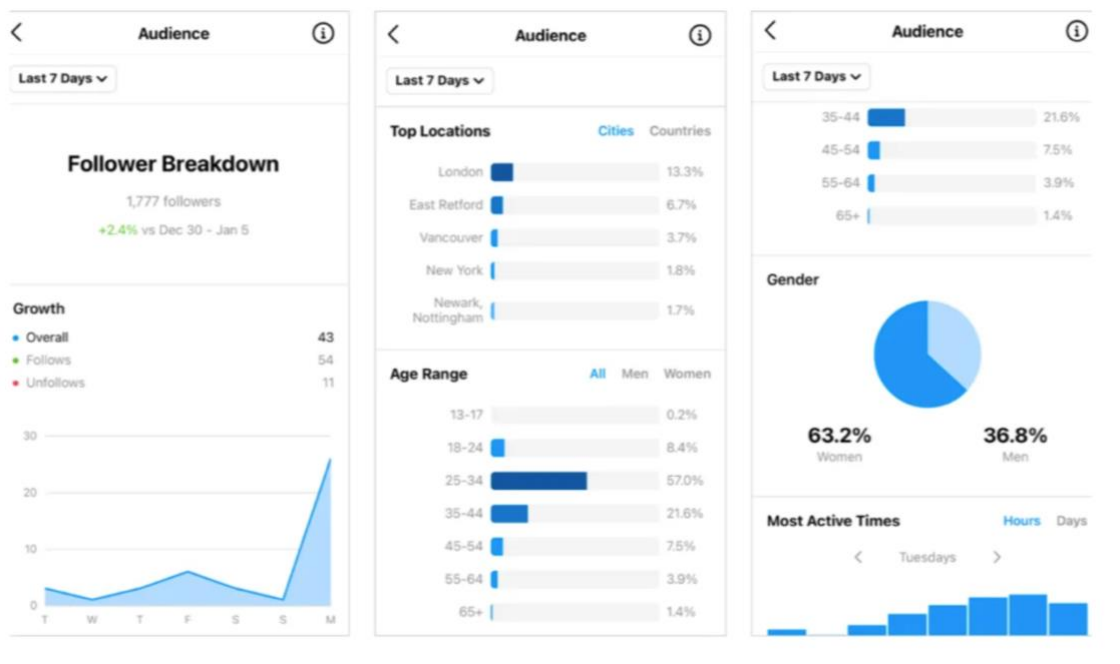 Audience
Last 7 Days
Follower Breakdown
1,777 followers
+2.4% vs Dec 30 - Jan 5
Growth
Overall 43
Follows 54
Unfollows 11
30
20
10
0
T W T F S S M
Audience
Last 7 Days
Top Locations Cities Countries
London 13.3%
East Retford 6.7%
Vancouver 3.7%
New York 1.8%
Newark,
Nottingham 1.7%
Age Range All Men Women
13-17 0.2%
18-24 8.4%
25-34 57.0%
35-44 21.6%
45-54 7.5%
55-64 3.9%
65+ 1.4%
Audience
Last 7 Days
35-44 21.6%
45-54 7.5%
55-64 3.9%
65+ 1.4%
Gender
63.2% 36.8%
Women Men
Most Active Times Hours Days
Tuesdays